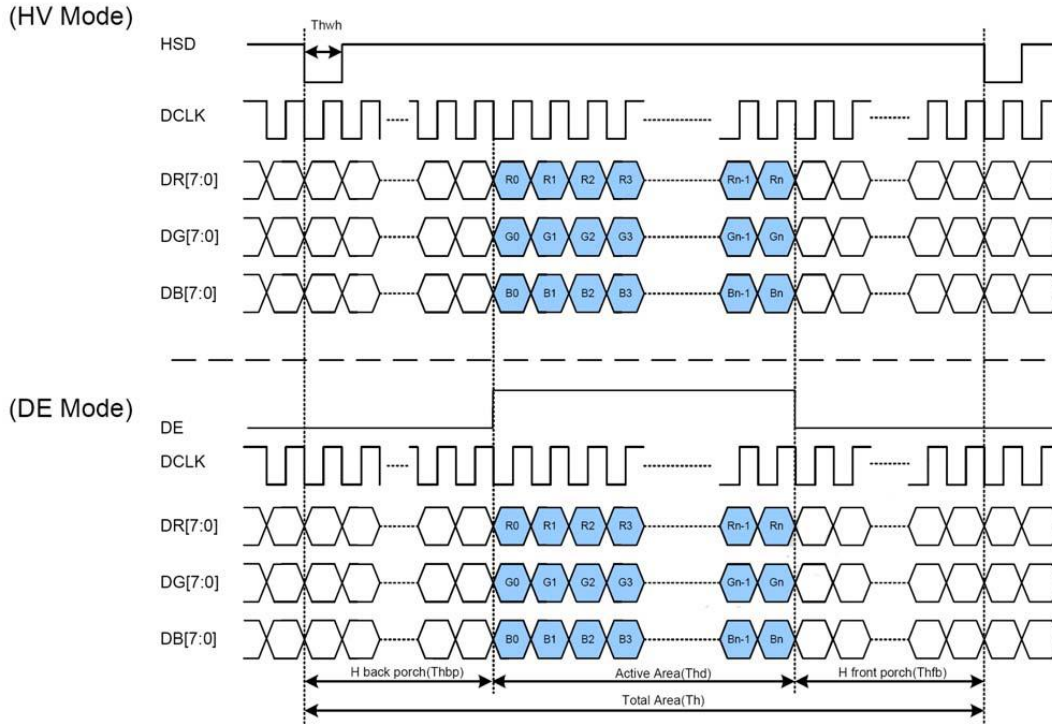 (HV Mode)
Thwh
HSD
DCLK
DR[7:0] R0 R1 R2 R3 Rn-1 Rn
DG[7:0] G0 G1 G2 G3 Gn-1 Gn
DB[7:0] B0 B1 B2 B3 Bn-1 Bn
(DE Mode)
DE
DCLK
DR[7:0] R0 R1 R2 R3 Rn-1 Rn
DG[7:0] G0 G1 G2 G3 Gn-1 Gn
DB[7:0] B0 B1 B2 B3 Bn-1 Bn
H back porch(Thbp) Active Area(Thd) H front porch(Thfb)
Total Area(Th)